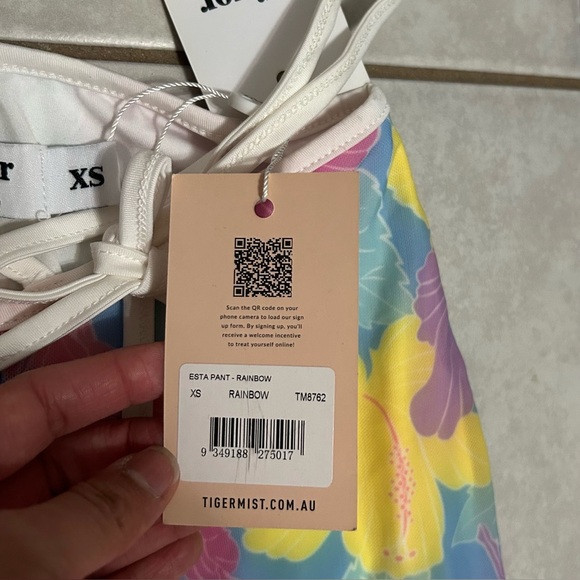 XS
Scan the QR code on your
phone camera to load our sign
up form. By signing up, you'll
receive a welcome incentive
to treat yourself online!
ESTA PANT - RAINBOW
XS RAINBOW TM8762
9 349188 275017
TIGERMIST.COM.AU